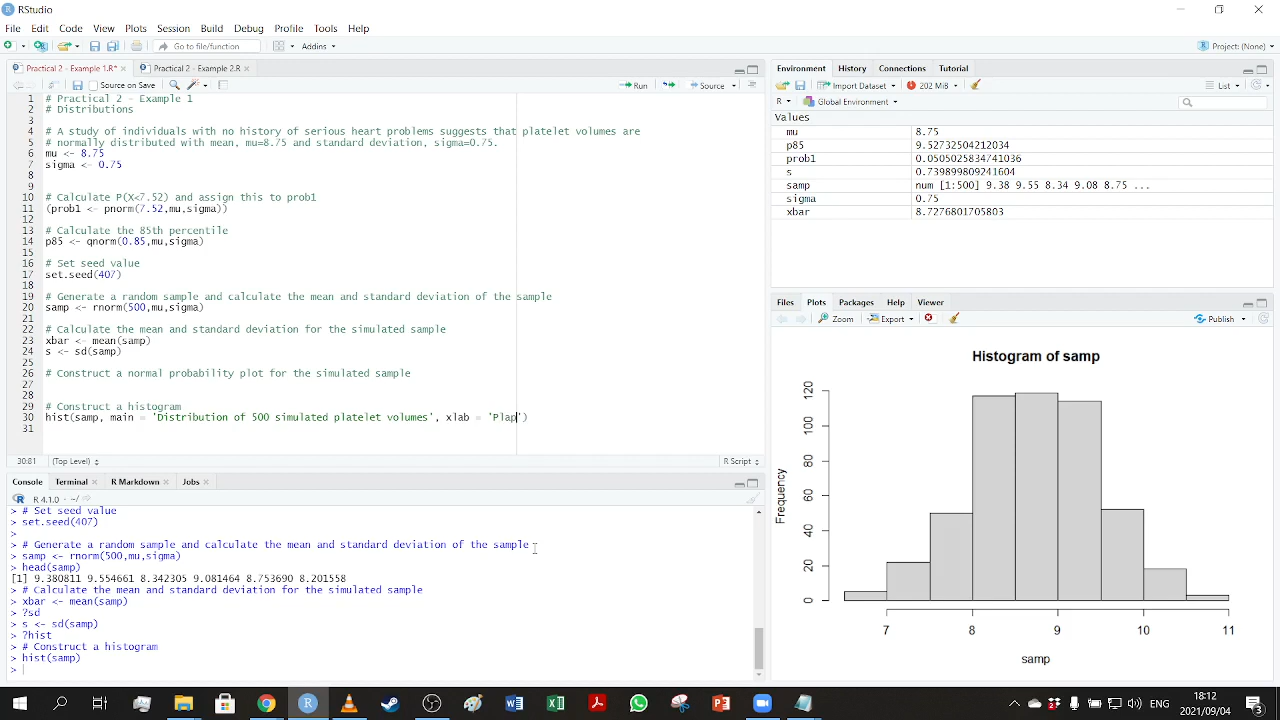 RStudio
File Edit Code View Plots Session Build Debug Profile Tools Help
Go to file/function Addins Project: (None)
Practical 2 - Example 1.R* Practical 2 - Example 2.R
Source on Save Run Source
1 # Practical 2 - Example 1
2 # Distributions
3
4 # A study of individuals with no history of serious heart problems suggests that platelet volumes are
5 # normally distributed with mean, mu=8.75 and standard deviation, sigma=0.75.
6 mu <- 8.75
7 sigma <- 0.75
8
9
10 # Calculate P(X<7.52) and assign this to prob1
11 (prob1 <- pnorm(7.52,mu,sigma))
12
13 # Calculate the 85th percentile
14 p85 <- qnorm(0.85,mu,sigma)
15
16 # Set seed value
17 set.seed(407)
18
19 # Generate a random sample and calculate the mean and standard deviation of the sample
20 samp <- rnorm(500,mu,sigma)
21
22 # Calculate the mean and standard deviation for the simulated sample
23 xbar <- mean(samp)
24 s <- sd(samp)
25
26 # Construct a normal probability plot for the simulated sample
27
28
29 # Construct a histogram
30 hist(samp, main = 'Distribution of 500 simulated platelet volumes', xlab = 'Plap')
31
30:81 (Top Level) R Script
Console Terminal R Markdown Jobs
R 4.1.0 · ~/
> # Set seed value
> set.seed(407)
>
> # Generate a random sample and calculate the mean and standard deviation of the sample
> samp <- rnorm(500,mu,sigma)
> head(samp)
[1] 9.380811 9.554661 8.342305 9.081464 8.753690 8.201558
> # Calculate the mean and standard deviation for the simulated sample
> xbar <- mean(samp)
> ?sd
> s <- sd(samp)
> ?hist
> # Construct a histogram
> hist(samp)
>
Environment History Connections Tutorial
Import Dataset 202 MiB List
R Global Environment
Values
mu 8.75
p85 9.52732504212034
prob1 0.0505025834741036
s 0.739899809241604
samp num [1:500] 9.38 9.55 8.34 9.08 8.75 ...
sigma 0.75
xbar 8.7276801705803
Files Plots Packages Help Viewer
Zoom Export Publish
Histogram of samp
Frequency
0 20 40 60 80 100 120
7 8 9 10 11
samp
ENG
18:12
2021/09/04
3